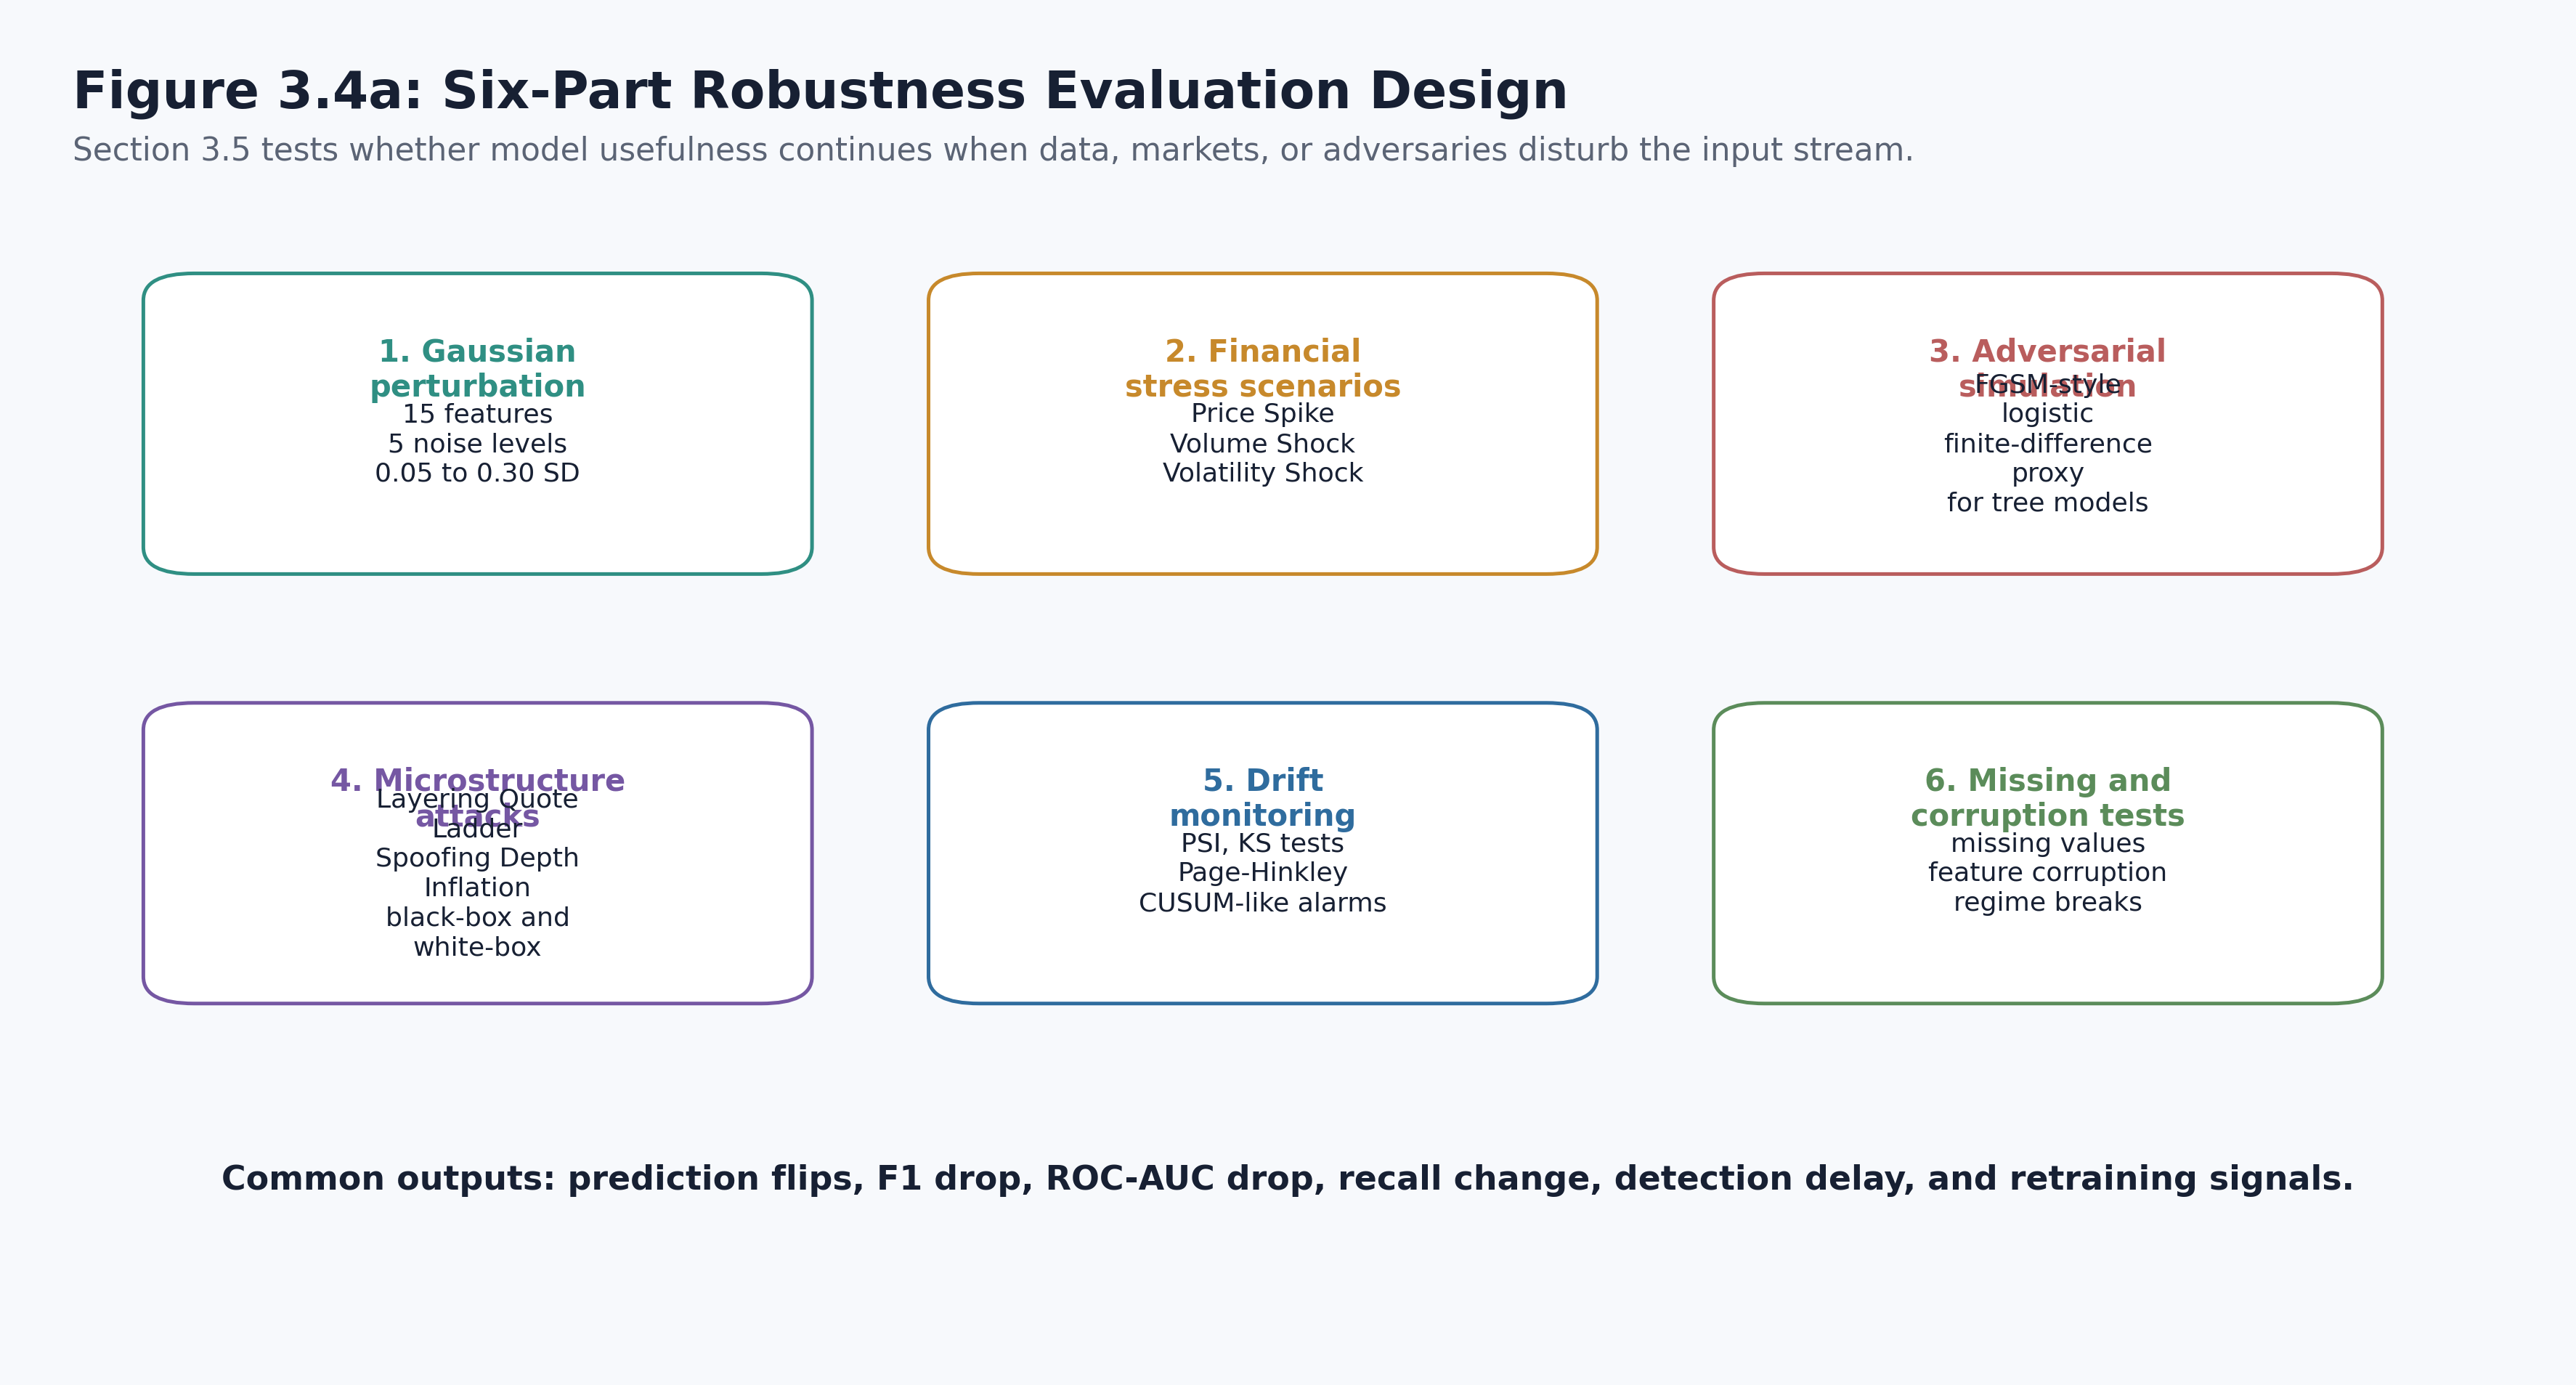 Figure 3.4a: Six-Part Robustness Evaluation Design
Section 3.5 tests whether model usefulness continues when data, markets, or adversaries disturb the input stream.
1. Gaussian
perturbation
15 features
5 noise levels
0.05 to 0.30 SD
2. Financial
stress scenarios
Price Spike
Volume Shock
Volatility Shock
3. Adversarial
simulation
FGSM-style
logistic
finite-difference
proxy
for tree models
4. Microstructure
attacks
Layering Quote
Ladder
Spoofing Depth
Inflation
black-box and
white-box
5. Drift
monitoring
PSI, KS tests
Page-Hinkley
CUSUM-like alarms
6. Missing and
corruption tests
missing values
feature corruption
regime breaks
Common outputs: prediction flips, F1 drop, ROC-AUC drop, recall change, detection delay, and retraining signals.